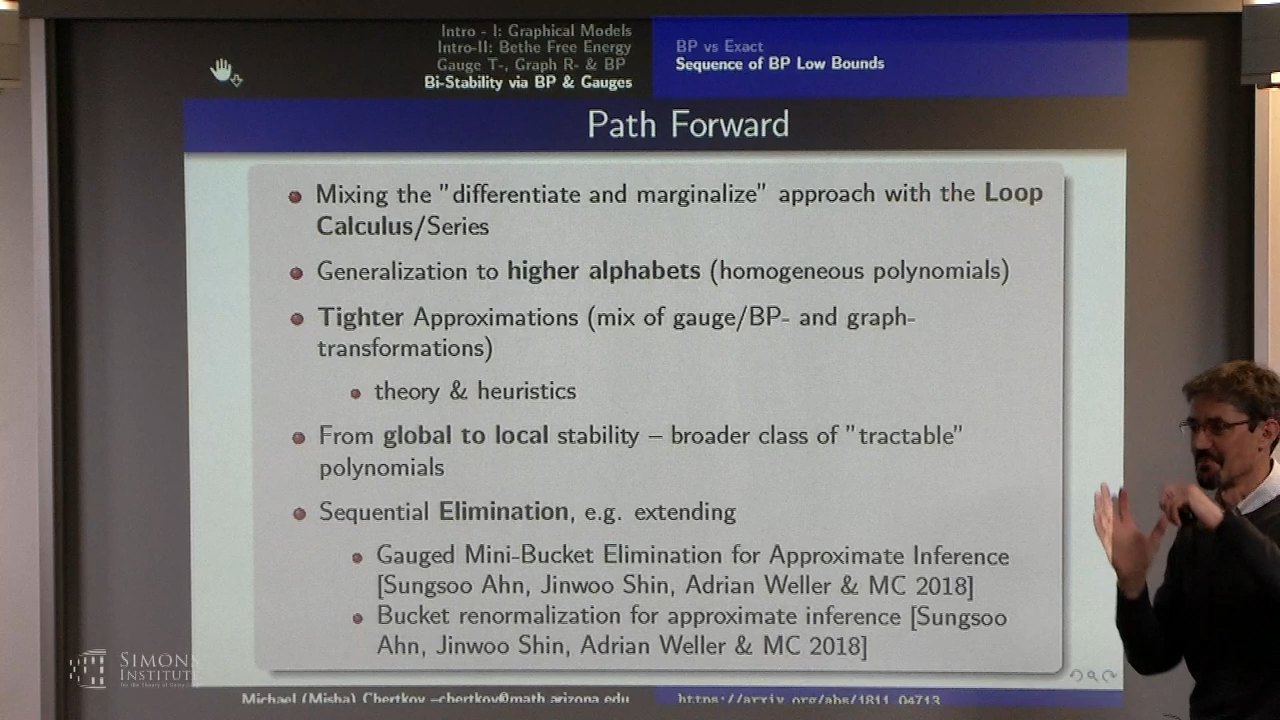 Intro - I: Graphical Models
Intro-II: Bethe Free Energy
Gauge T-, Graph R- & BP
Bi-Stability via BP & Gauges
BP vs Exact
Sequence of BP Low Bounds
Path Forward
Mixing the "differentiate and marginalize" approach with the Loop
Calculus/Series
Generalization to higher alphabets (homogeneous polynomials)
Tighter Approximations (mix of gauge/BP- and graph-
transformations)
theory & heuristics
From global to local stability – broader class of "tractable"
polynomials
Sequential Elimination, e.g. extending
Gauged Mini-Bucket Elimination for Approximate Inference
[Sungsoo Ahn, Jinwoo Shin, Adrian Weller & MC 2018]
Bucket renormalization for approximate inference [Sungsoo
Ahn, Jinwoo Shin, Adrian Weller & MC 2018]
SIMONS
INSTITUTE
for the Theory of Computing
Michael (Misha) Chertkov –chertkov@math.arizona.edu
https://arxiv.org/abs/1811.04713